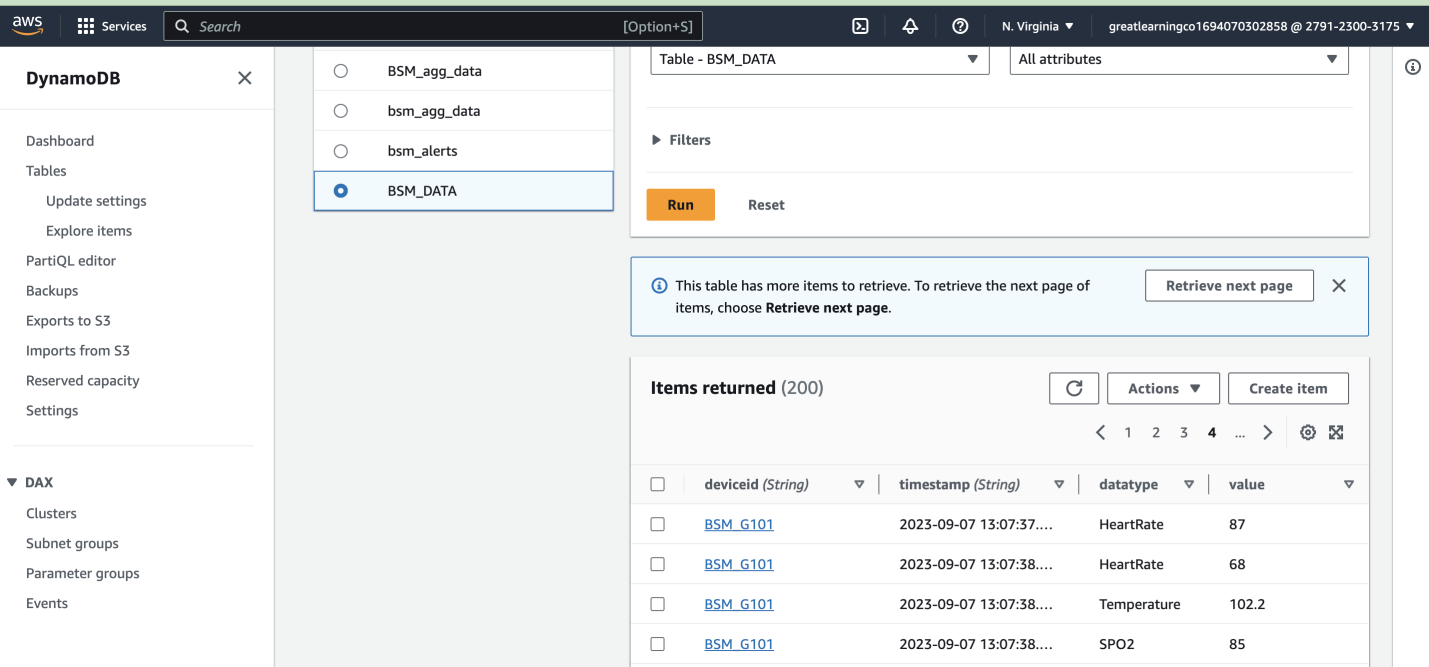 aws Services Search [Option+S] N. Virginia greatlearningco1694070302858 @ 2791-2300-3175
DynamoDB
Dashboard
Tables
Update settings
Explore items
PartiQL editor
Backups
Exports to S3
Imports from S3
Reserved capacity
Settings
DAX
Clusters
Subnet groups
Parameter groups
Events
BSM_agg_data
bsm_agg_data
bsm_alerts
BSM_DATA
Table - BSM_DATA All attributes
Filters
Run Reset
This table has more items to retrieve. To retrieve the next page of
items, choose Retrieve next page.
Retrieve next page
Items returned (200)
Actions Create item
1 2 3 4 ...
deviceid (String) timestamp (String) datatype value
BSM_G101 2023-09-07 13:07:37.... HeartRate 87
BSM_G101 2023-09-07 13:07:38.... HeartRate 68
BSM_G101 2023-09-07 13:07:38.... Temperature 102.2
BSM_G101 2023-09-07 13:07:38.... SPO2 85